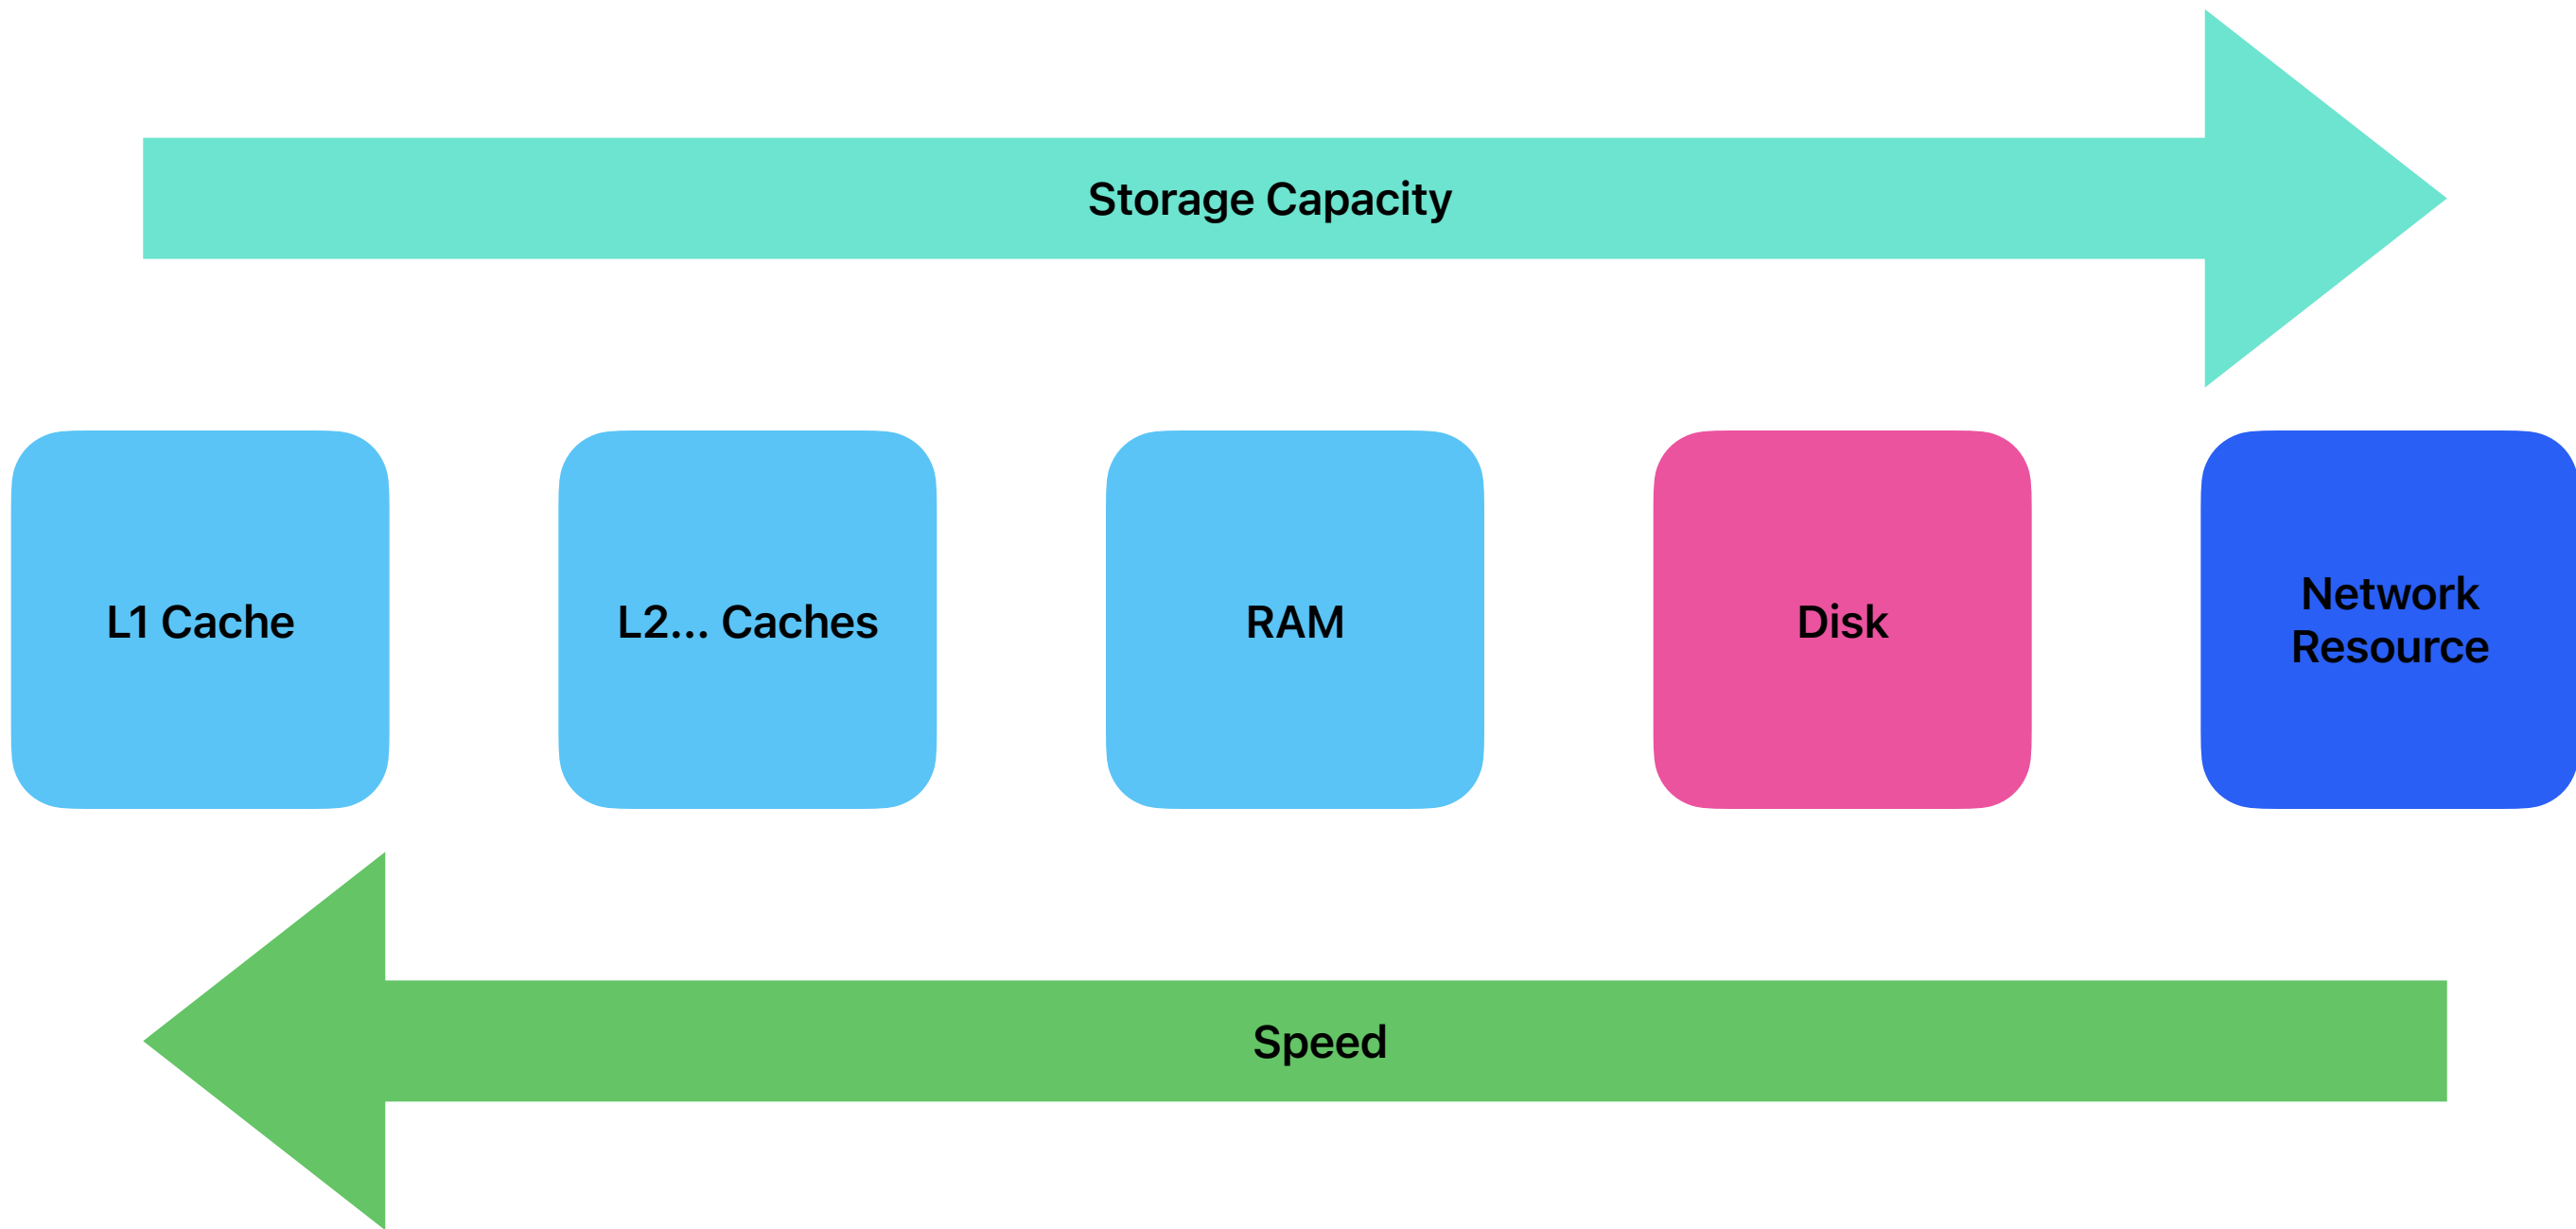 Storage Capacity
L1 Cache
L2... Caches
RAM
Disk
Network
Resource
Speed